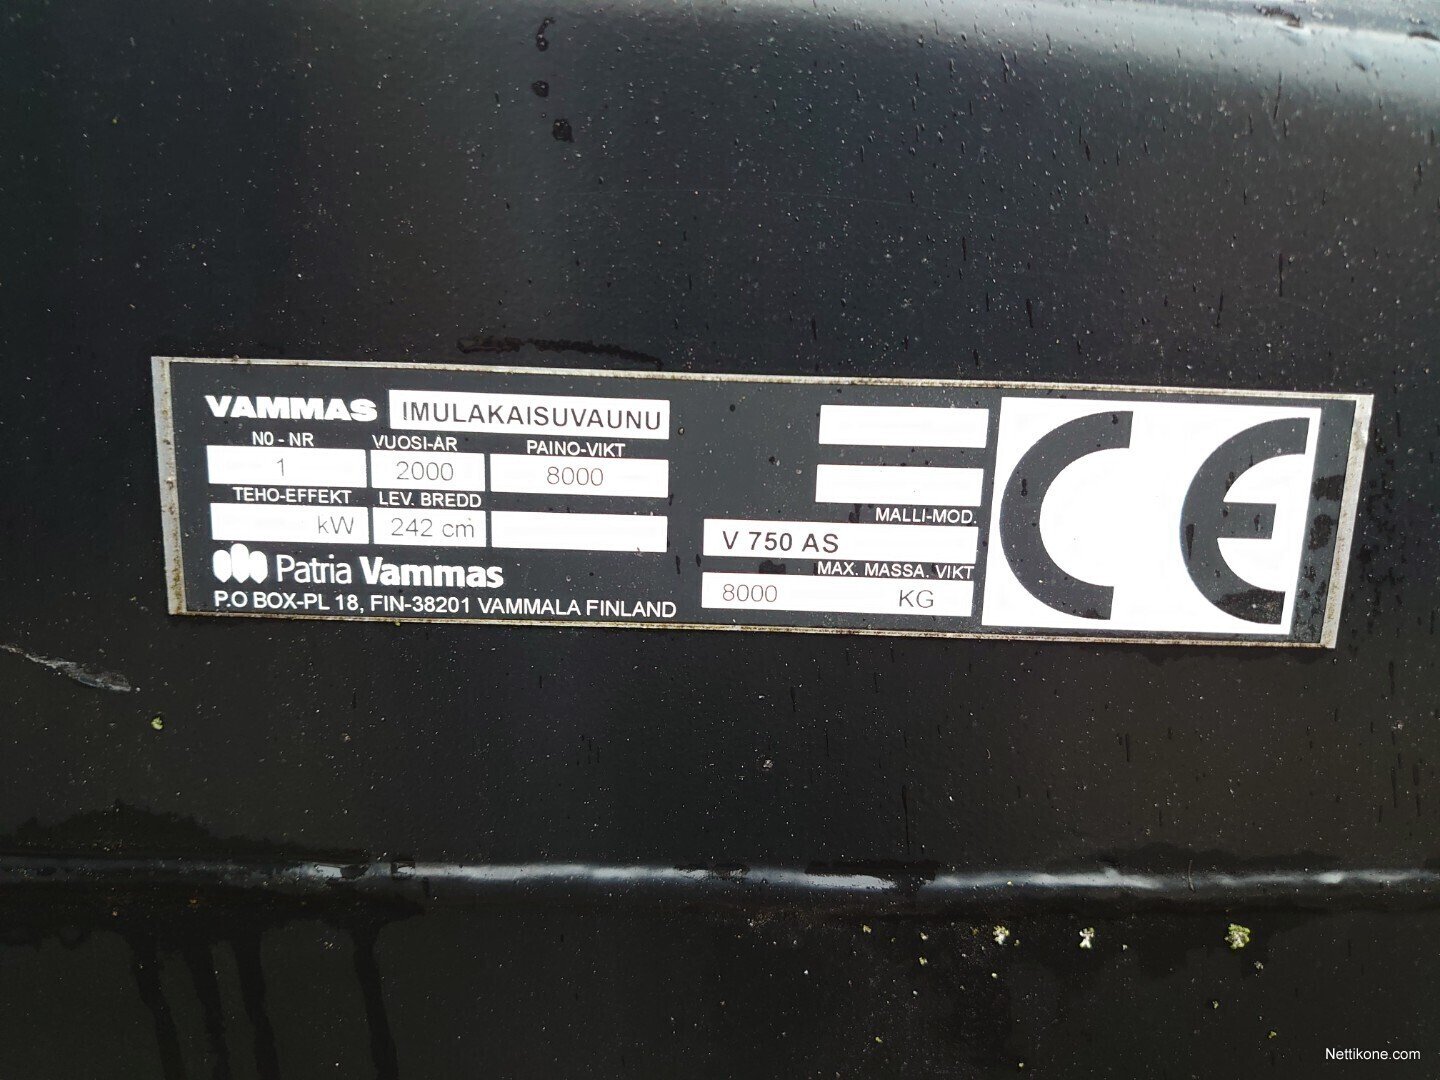 VAMMAS IMULAKAISUVAUNU
N0 - NR VUOSI-ÅR PAINO-VIKT
1 2000 8000
TEHO-EFFEKT LEV. BREDD
kW 242 cm
Patria Vammas
P.O BOX-PL 18, FIN-38201 VAMMALA FINLAND
MALLI-MOD.
V 750 AS
MAX. MASSA. VIKT
8000 KG
CE
Nettikone.com